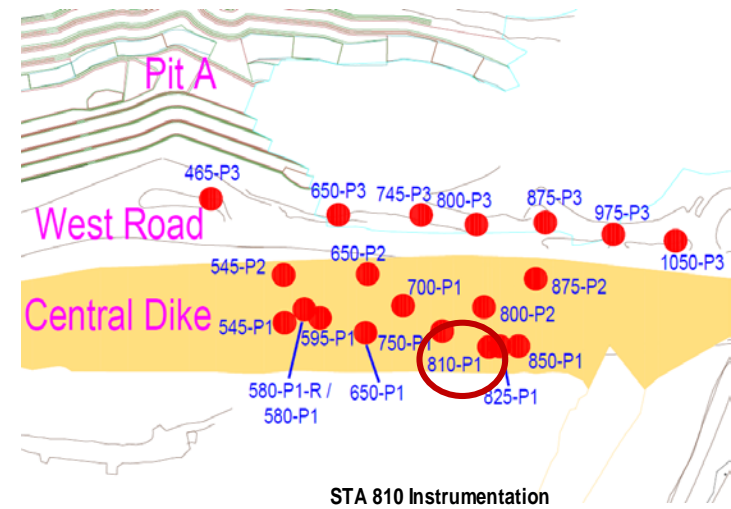 Pit A
465-P3
650-P3
745-P3
800-P3
875-P3
975-P3
1050-P3
West Road
545-P2
650-P2
700-P1
800-P2
875-P2
Central Dike
545-P1
595-P1
750-P1
810-P1
850-P1
580-P1-R /
580-P1
650-P1
825-P1
STA 810 Instrumentation